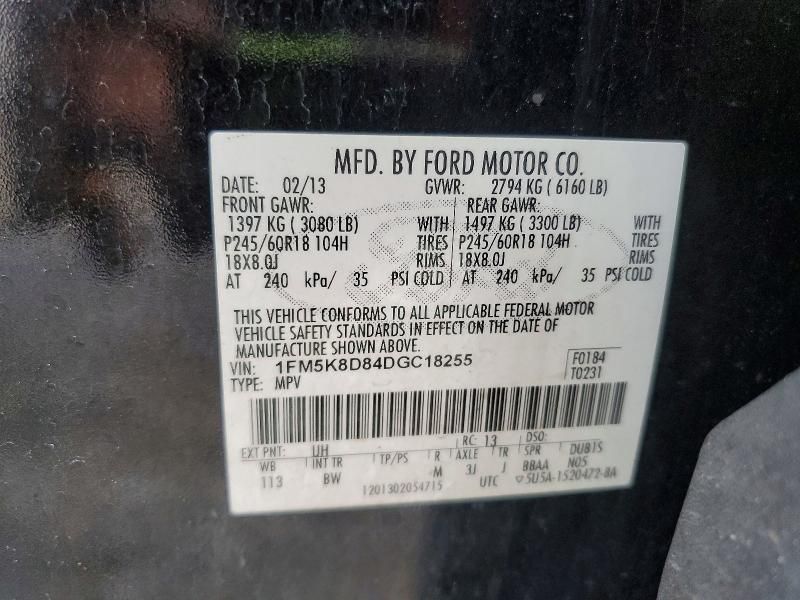 MFD. BY FORD MOTOR CO.
DATE: 02/13 GVWR: 2794 KG ( 6160 LB)
FRONT GAWR: REAR GAWR:
1397 KG ( 3080 LB) WITH 1497 KG ( 3300 LB) WITH
P245/60R18 104H TIRES P245/60R18 104H TIRES
18X8.0J RIMS 18X8.0J RIMS
AT 240 kPa/ 35 PSI COLD AT 240 kPa/ 35 PSI COLD
THIS VEHICLE CONFORMS TO ALL APPLICABLE FEDERAL MOTOR
VEHICLE SAFETY STANDARDS IN EFFECT ON THE DATE OF
MANUFACTURE SHOWN ABOVE.
VIN: 1FM5K8D84DGC18255 F0184
TYPE: MPV T0231
EXT PNT: UH RC: 13 DSO:
WB INT TR TP/PS R AXLE TR SPR DUB1S
113 BW M 3J J BBAA N05
1201302054715 UTC 5U5A-1520472-BA